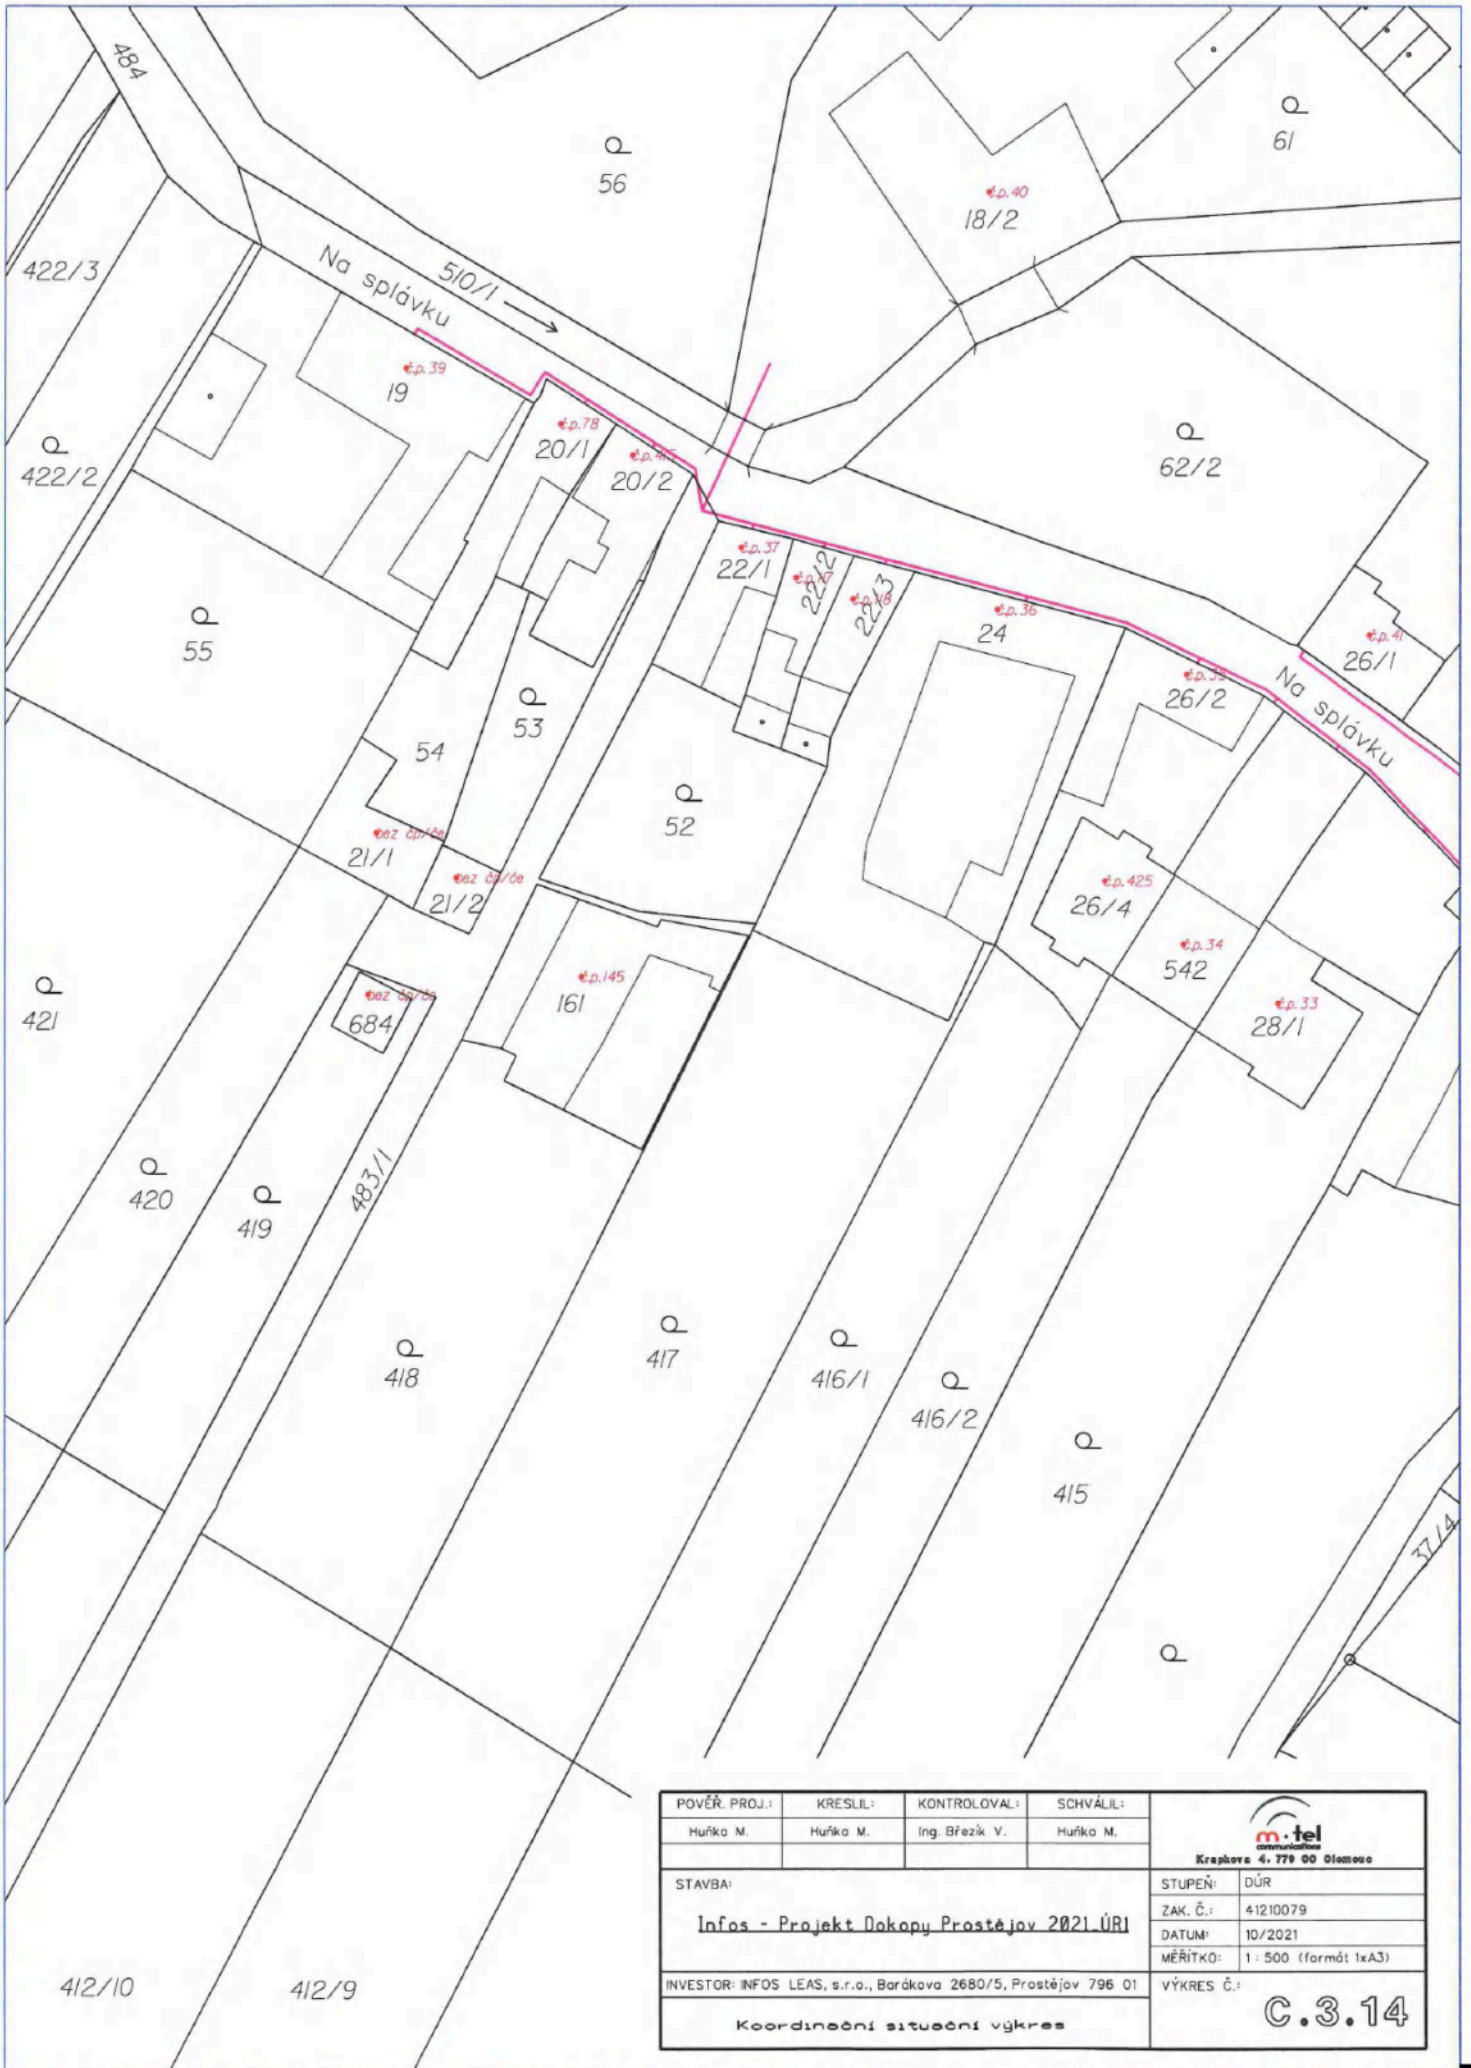 484
56
61
č.p.40
18/2
422/3
Na splávku
510/1
č.p.39
19
č.p.78
20/1
20/2
422/2
62/2
č.p.37
22/1
22/2
22/3
č.p.36
24
č.p.41
26/1
55
26/2
Na splávku
53
54
52
bez čp/če
21/1
bez čp/če
21/2
č.p.425
26/4
č.p.34
542
č.p.145
161
bez čp/če
684
č.p.33
28/1
421
420
419
483/1
418
417
416/1
416/2
415
37/4
412/10
412/9
POVĚŘ. PROJ.: KRESLIL: KONTROLOVAL: SCHVÁLIL:
Huňka M. Huňka M. Ing. Březík V. Huňka M.
m·tel
communications
Krapkova 4, 779 00 Olomouc
STAVBA:
Infos - Projekt Dokopy Prostějov 2021_ÚR1
STUPEŇ: DÚR
ZAK. Č.: 41210079
DATUM: 10/2021
MĚŘÍTKO: 1 : 500 (formát 1xA3)
INVESTOR: INFOS LEAS, s.r.o., Barákova 2680/5, Prostějov 796 01
Koordinační situační výkres
VÝKRES Č.:
C.3.14